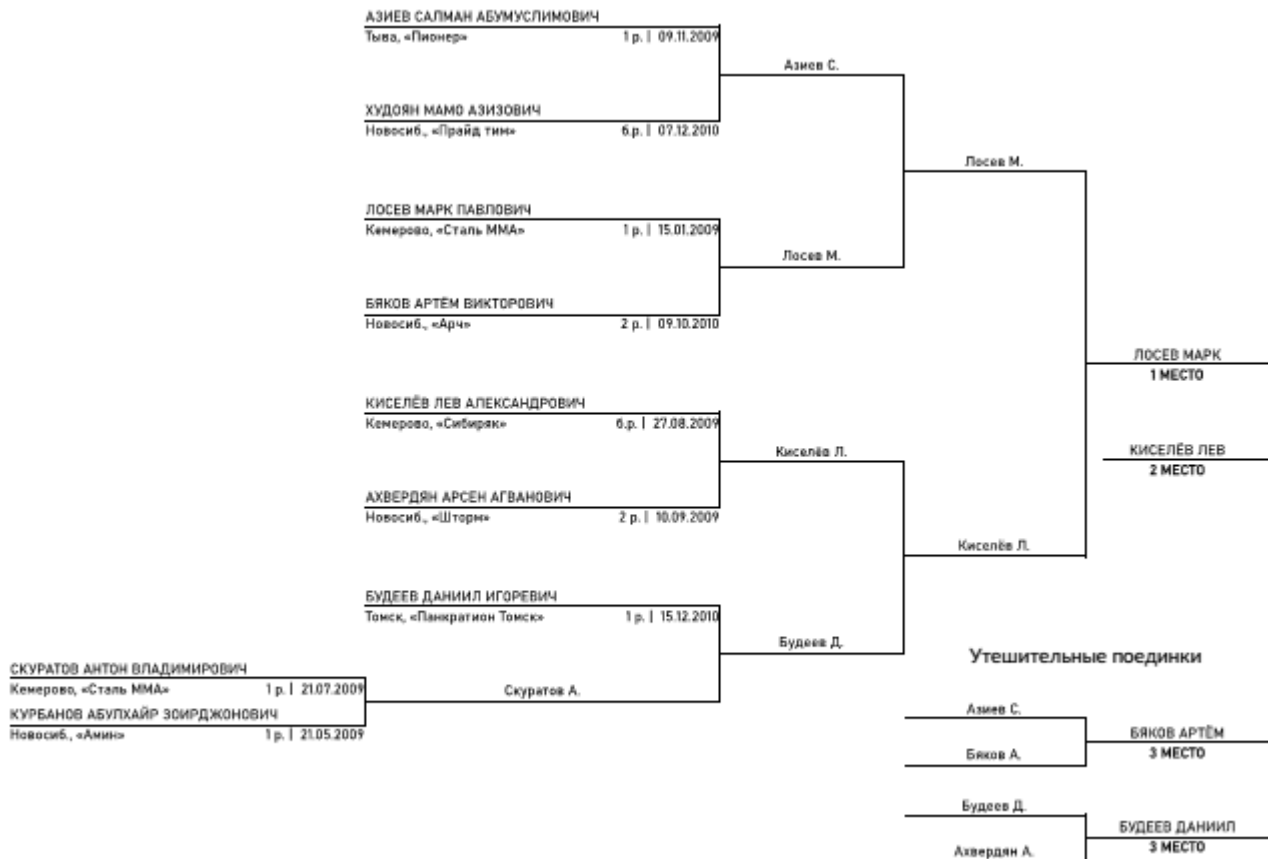 АЗИЕВ САЛМАН АБУМУСЛИМОВИЧ
Тыва, «Пионер» 1 р. | 09.11.2009
Азиев С.
ХУДОЯН МАМО АЗИЗОВИЧ
Новосиб., «Прайд тим» б.р. | 07.12.2010
Лосев М.
ЛОСЕВ МАРК ПАВЛОВИЧ
Кемерово, «Сталь ММА» 1 р. | 15.01.2009
Лосев М.
БЯКОВ АРТЁМ ВИКТОРОВИЧ
Новосиб., «Арч» 2 р. | 09.10.2010
ЛОСЕВ МАРК
1 МЕСТО
КИСЕЛЁВ ЛЕВ АЛЕКСАНДРОВИЧ
Кемерово, «Сибиряк» б.р. | 27.08.2009
Киселёв Л.
КИСЕЛЁВ ЛЕВ
2 МЕСТО
АХВЕРДЯН АРСЕН АГВАНОВИЧ
Новосиб., «Шторм» 2 р. | 10.09.2009
Киселёв Л.
БУДЕЕВ ДАНИИЛ ИГОРЕВИЧ
Томск, «Панкратион Томск» 1 р. | 15.12.2010
Будеев Д.
СКУРАТОВ АНТОН ВЛАДИМИРОВИЧ
Кемерово, «Сталь ММА» 1 р. | 21.07.2009
Скуратов А.
КУРБАНОВ АБУЛХАЙР ЗОИРДЖОНОВИЧ
Новосиб., «Амин» 1 р. | 21.05.2009
Утешительные поединки
Азиев С.
БЯКОВ АРТЁМ
3 МЕСТО
Бяков А.
Будеев Д.
БУДЕЕВ ДАНИИЛ
3 МЕСТО
Ахвердян А.